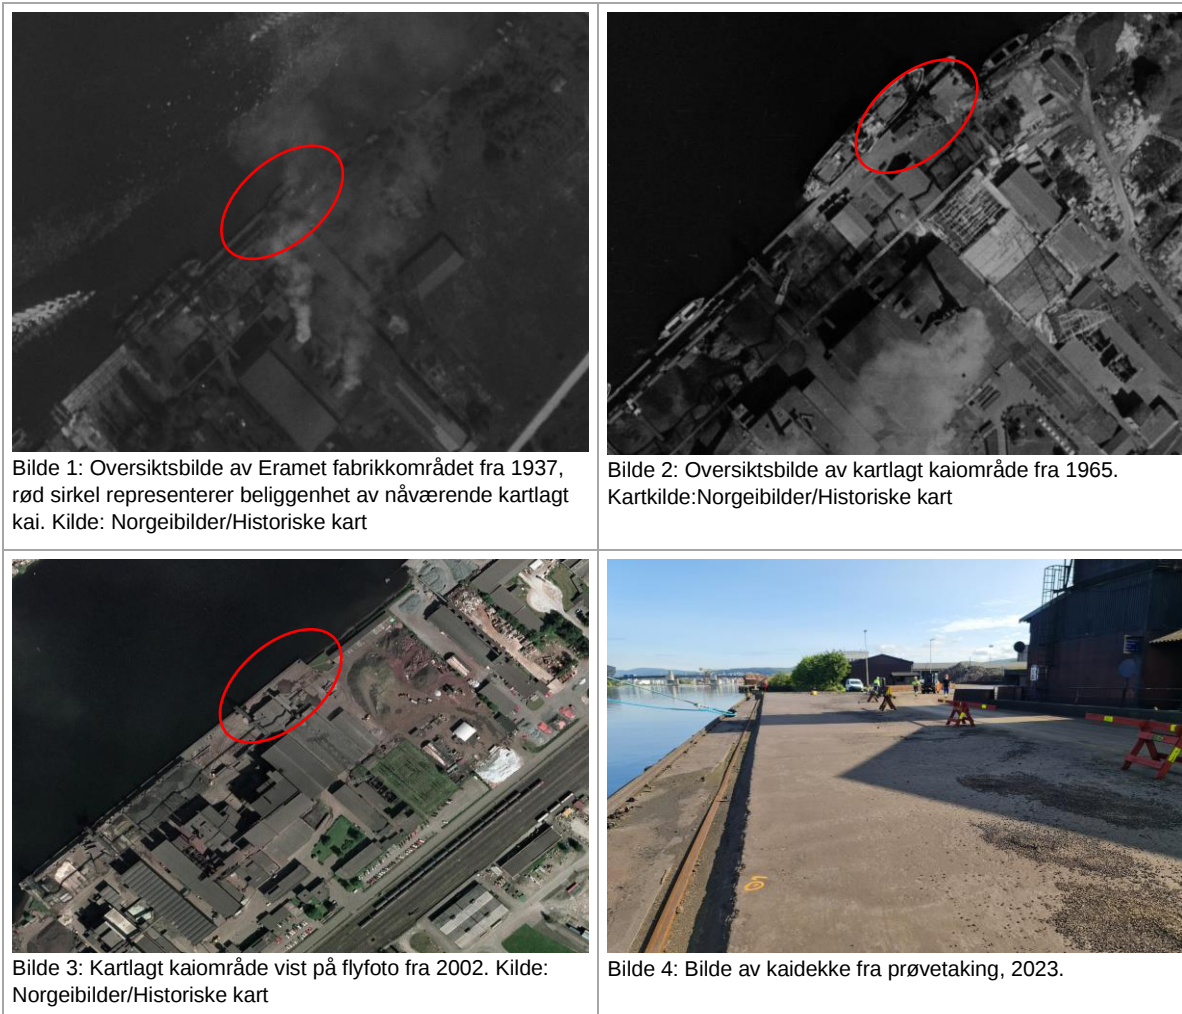 Bilde 1: Oversiktsbilde av Eramet fabrikkområdet fra 1937,
rød sirkel representerer beliggenhet av nåværende kartlagt
kai. Kilde: Norgeibilder/Historiske kart
Bilde 2: Oversiktsbilde av kartlagt kaiområde fra 1965.
Kartkilde:Norgeibilder/Historiske kart
Bilde 3: Kartlagt kaiområde vist på flyfoto fra 2002. Kilde:
Norgeibilder/Historiske kart
Bilde 4: Bilde av kaidekke fra prøvetaking, 2023.